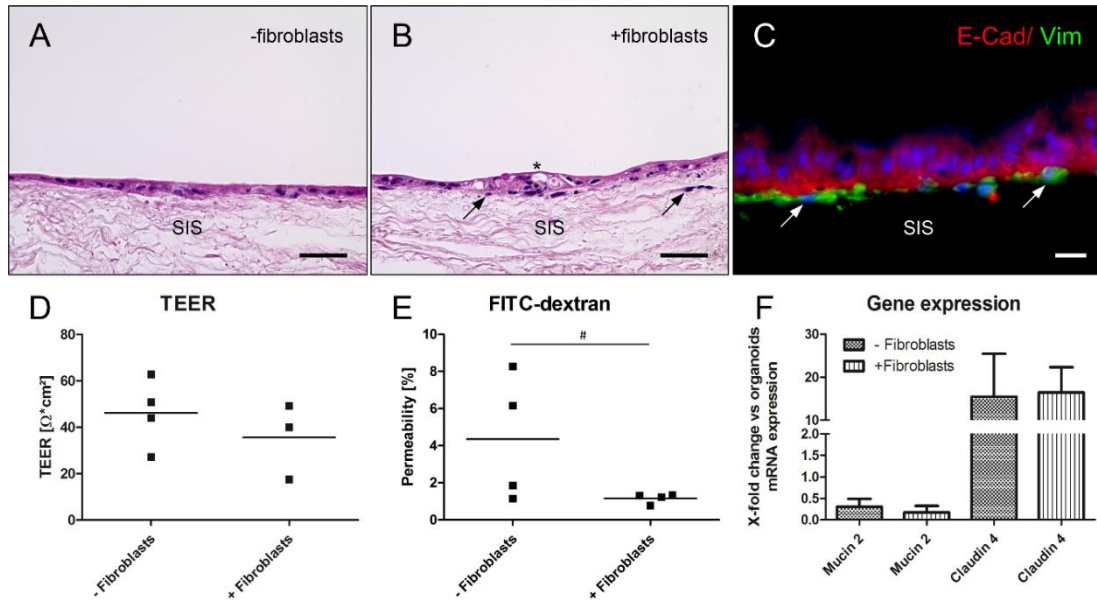 A
-fibroblasts
SIS
B
+fibroblasts
*
SIS
C
E-Cad/ Vim
SIS
D
TEER
TEER [Ω*cm²]
80
60
40
20
0
- Fibroblasts
+ Fibroblasts
E
FITC-dextran
Permeability [%]
10
8
6
4
2
0
#
- Fibroblasts
+ Fibroblasts
F
Gene expression
X-fold change vs organoids
mRNA expression
30
20
10
2.0
1.5
1.0
0.5
0.0
- Fibroblasts
+Fibroblasts
Mucin 2
Mucin 2
Claudin 4
Claudin 4